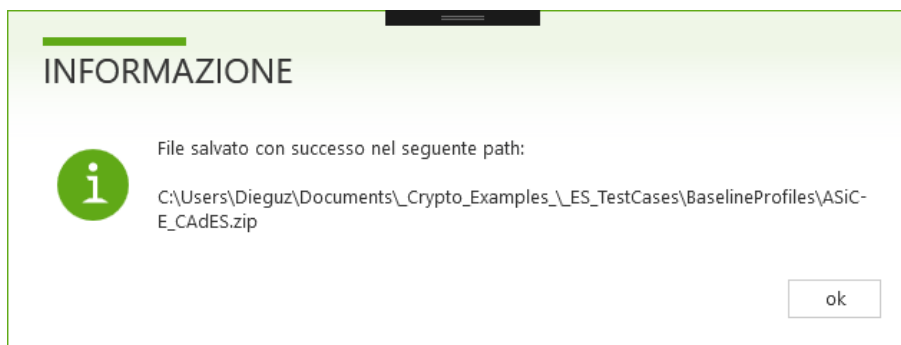 INFORMAZIONE
File salvato con successo nel seguente path:
C:\Users\Dieguz\Documents\_Crypto_Examples_\_ES_TestCases\BaselineProfiles\ASiC-
E_CAdES.zip
ok